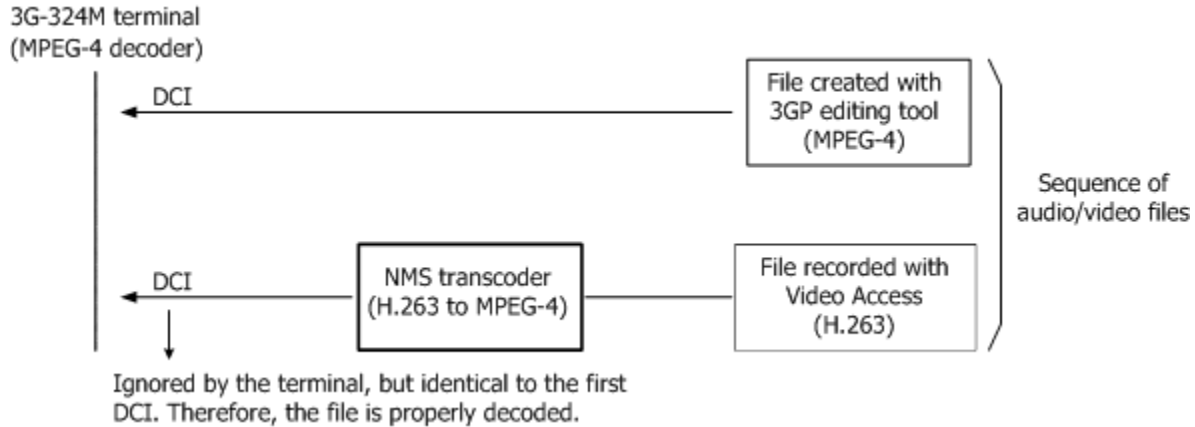 3G-324M terminal
(MPEG-4 decoder)
DCI
File created with
3GP editing tool
(MPEG-4)
Sequence of
audio/video files
DCI
NMS transcoder
(H.263 to MPEG-4)
File recorded with
Video Access
(H.263)
Ignored by the terminal, but identical to the first
DCI. Therefore, the file is properly decoded.